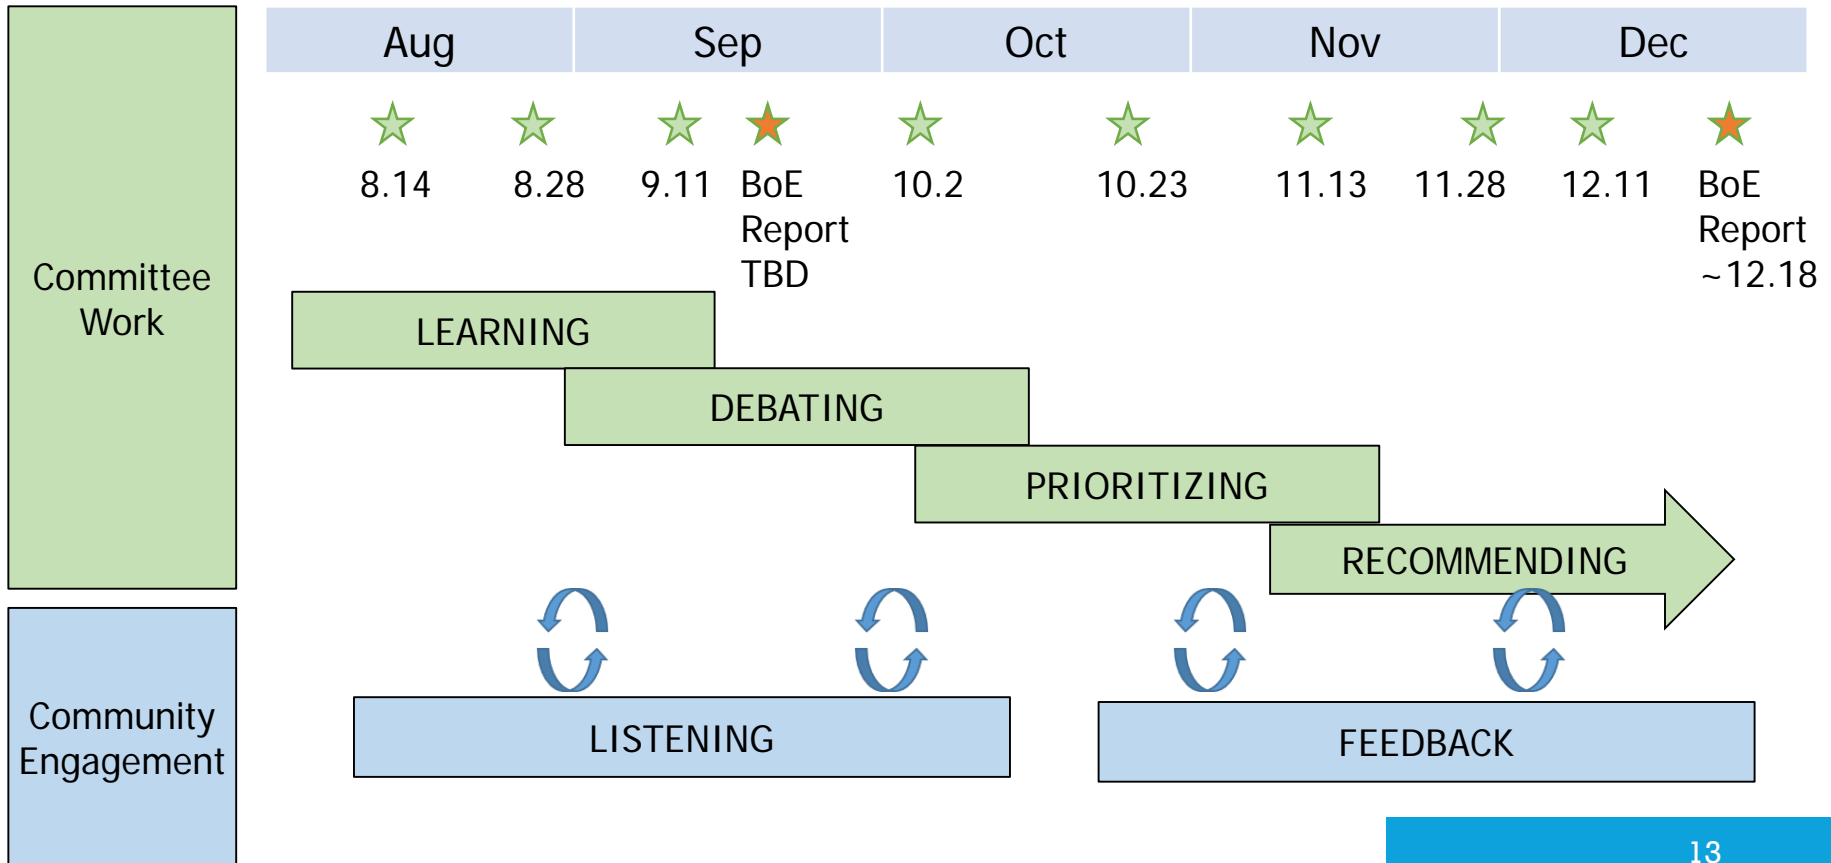 Aug Sep Oct Nov Dec
8.14 8.28 9.11 BoE 10.2 10.23 11.13 11.28 12.11 BoE
Report Report
TBD ~12.18
Committee
Work
LEARNING
DEBATING
PRIORITIZING
RECOMMENDING
Community
Engagement
LISTENING
FEEDBACK
13